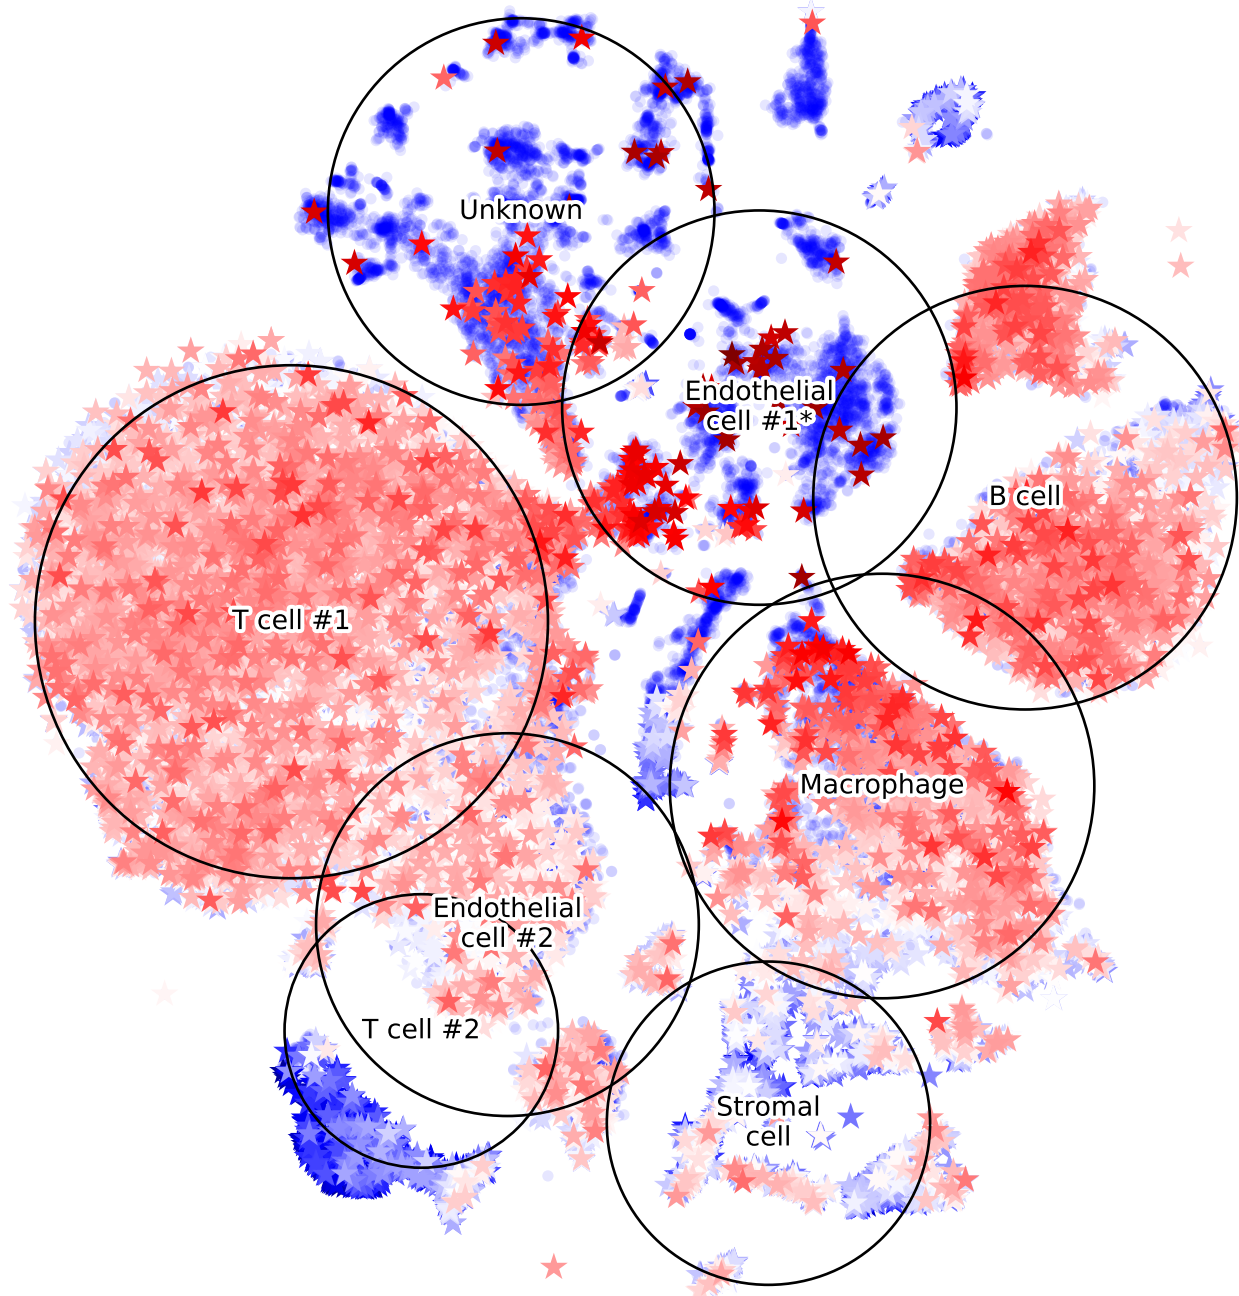 Unknown
Endothelial
cell #1*
B cell
T cell #1
Macrophage
Endothelial
cell #2
T cell #2
Stromal
cell